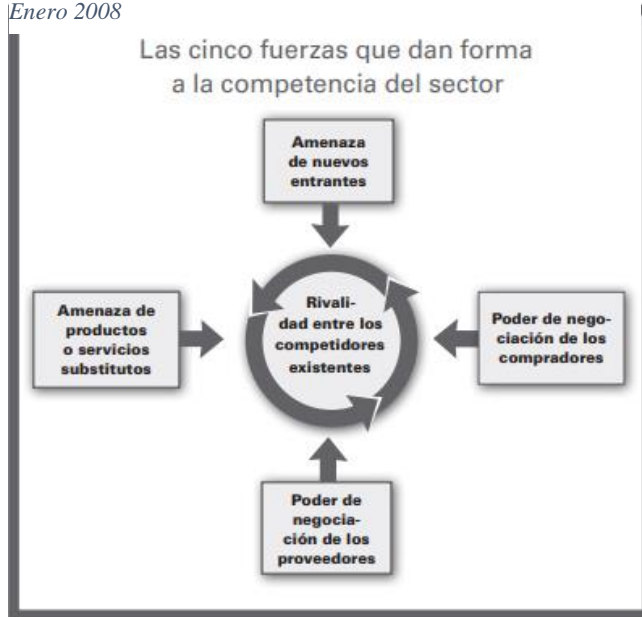 Enero 2008
Las cinco fuerzas que dan forma
a la competencia del sector
Amenaza
de nuevos
entrantes
Amenaza de
productos
o servicios
substitutos
Rivali-
dad entre los
competidores
existentes
Poder de nego-
ciación de los
compradores
Poder de
negocia-
ción de los
proveedores